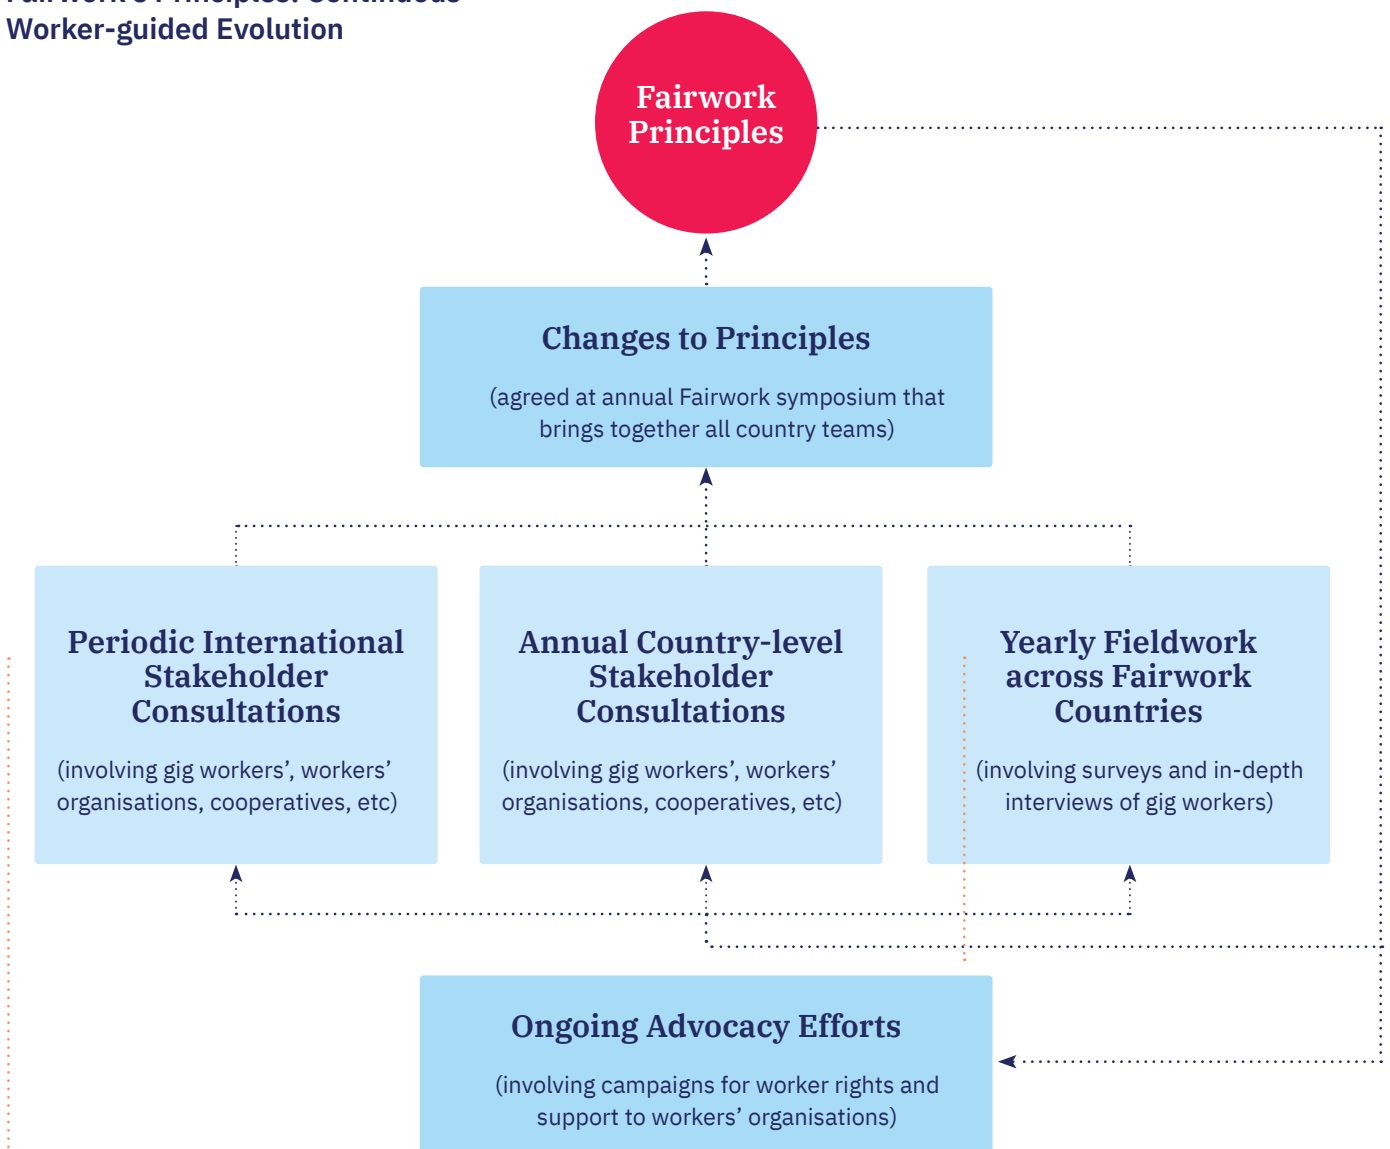 Fairwork's Principles: Continuous
Worker-guided Evolution
Fairwork
Principles
Changes to Principles
(agreed at annual Fairwork symposium that
brings together all country teams)
Periodic International
Stakeholder
Consultations
(involving gig workers’, workers’
organisations, cooperatives, etc)
Annual Country-level
Stakeholder
Consultations
(involving gig workers’, workers’
organisations, cooperatives, etc)
Yearly Fieldwork
across Fairwork
Countries
(involving surveys and in-depth
interviews of gig workers)
Ongoing Advocacy Efforts
(involving campaigns for worker rights and
support to workers’ organisations)